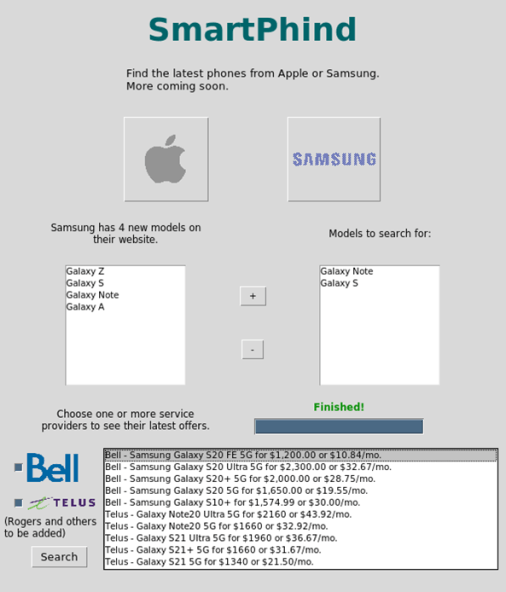 SmartPhind
Find the latest phones from Apple or Samsung.
More coming soon.
SAMSUNG
Samsung has 4 new models on
their website.
Models to search for:
Galaxy Z
Galaxy S
Galaxy Note
Galaxy A
+
-
Galaxy Note
Galaxy S
Choose one or more service
providers to see their latest offers.
Finished!
Bell
TELUS
(Rogers and others
to be added)
Search
Bell - Samsung Galaxy S20 FE 5G for $1,200.00 or $10.84/mo.
Bell - Samsung Galaxy S20 Ultra 5G for $2,300.00 or $32.67/mo.
Bell - Samsung Galaxy S20+ 5G for $2,000.00 or $28.75/mo.
Bell - Samsung Galaxy S20 5G for $1,650.00 or $19.55/mo.
Bell - Samsung Galaxy S10+ for $1,574.99 or $30.00/mo.
Telus - Galaxy Note20 Ultra 5G for $2160 or $43.92/mo.
Telus - Galaxy Note20 5G for $1660 or $32.92/mo.
Telus - Galaxy S21 Ultra 5G for $1960 or $36.67/mo.
Telus - Galaxy S21+ 5G for $1660 or $31.67/mo.
Telus - Galaxy S21 5G for $1340 or $21.50/mo.